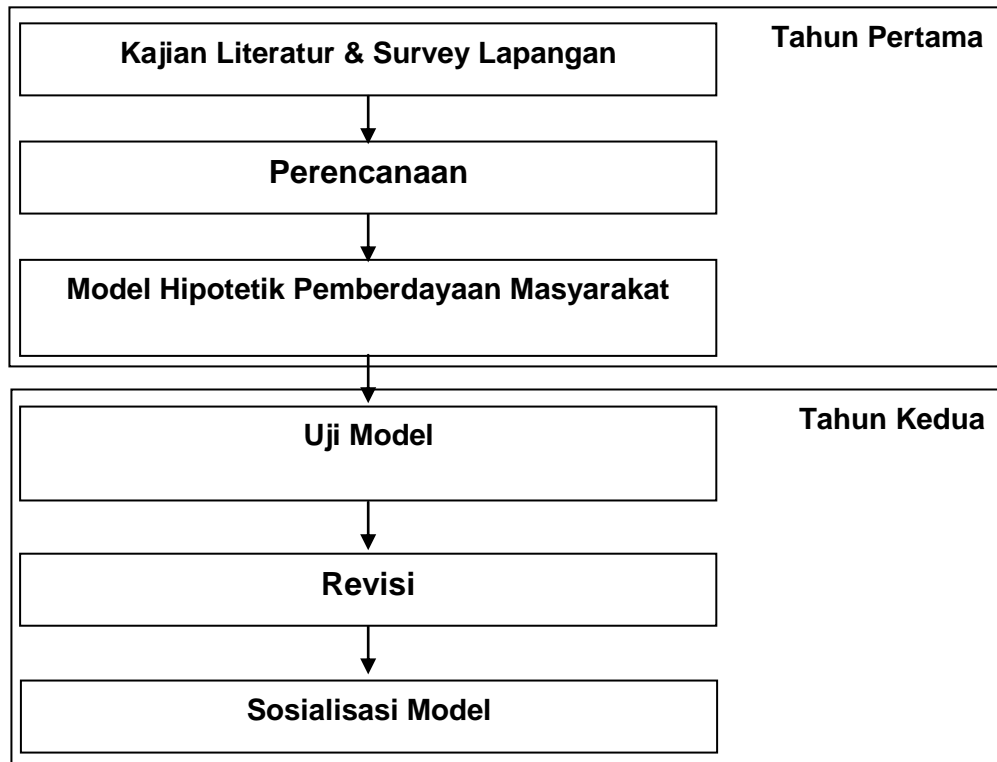 Tahun Pertama
Kajian Literatur & Survey Lapangan
Perencanaan
Model Hipotetik Pemberdayaan Masyarakat
Tahun Kedua
Uji Model
Revisi
Sosialisasi Model